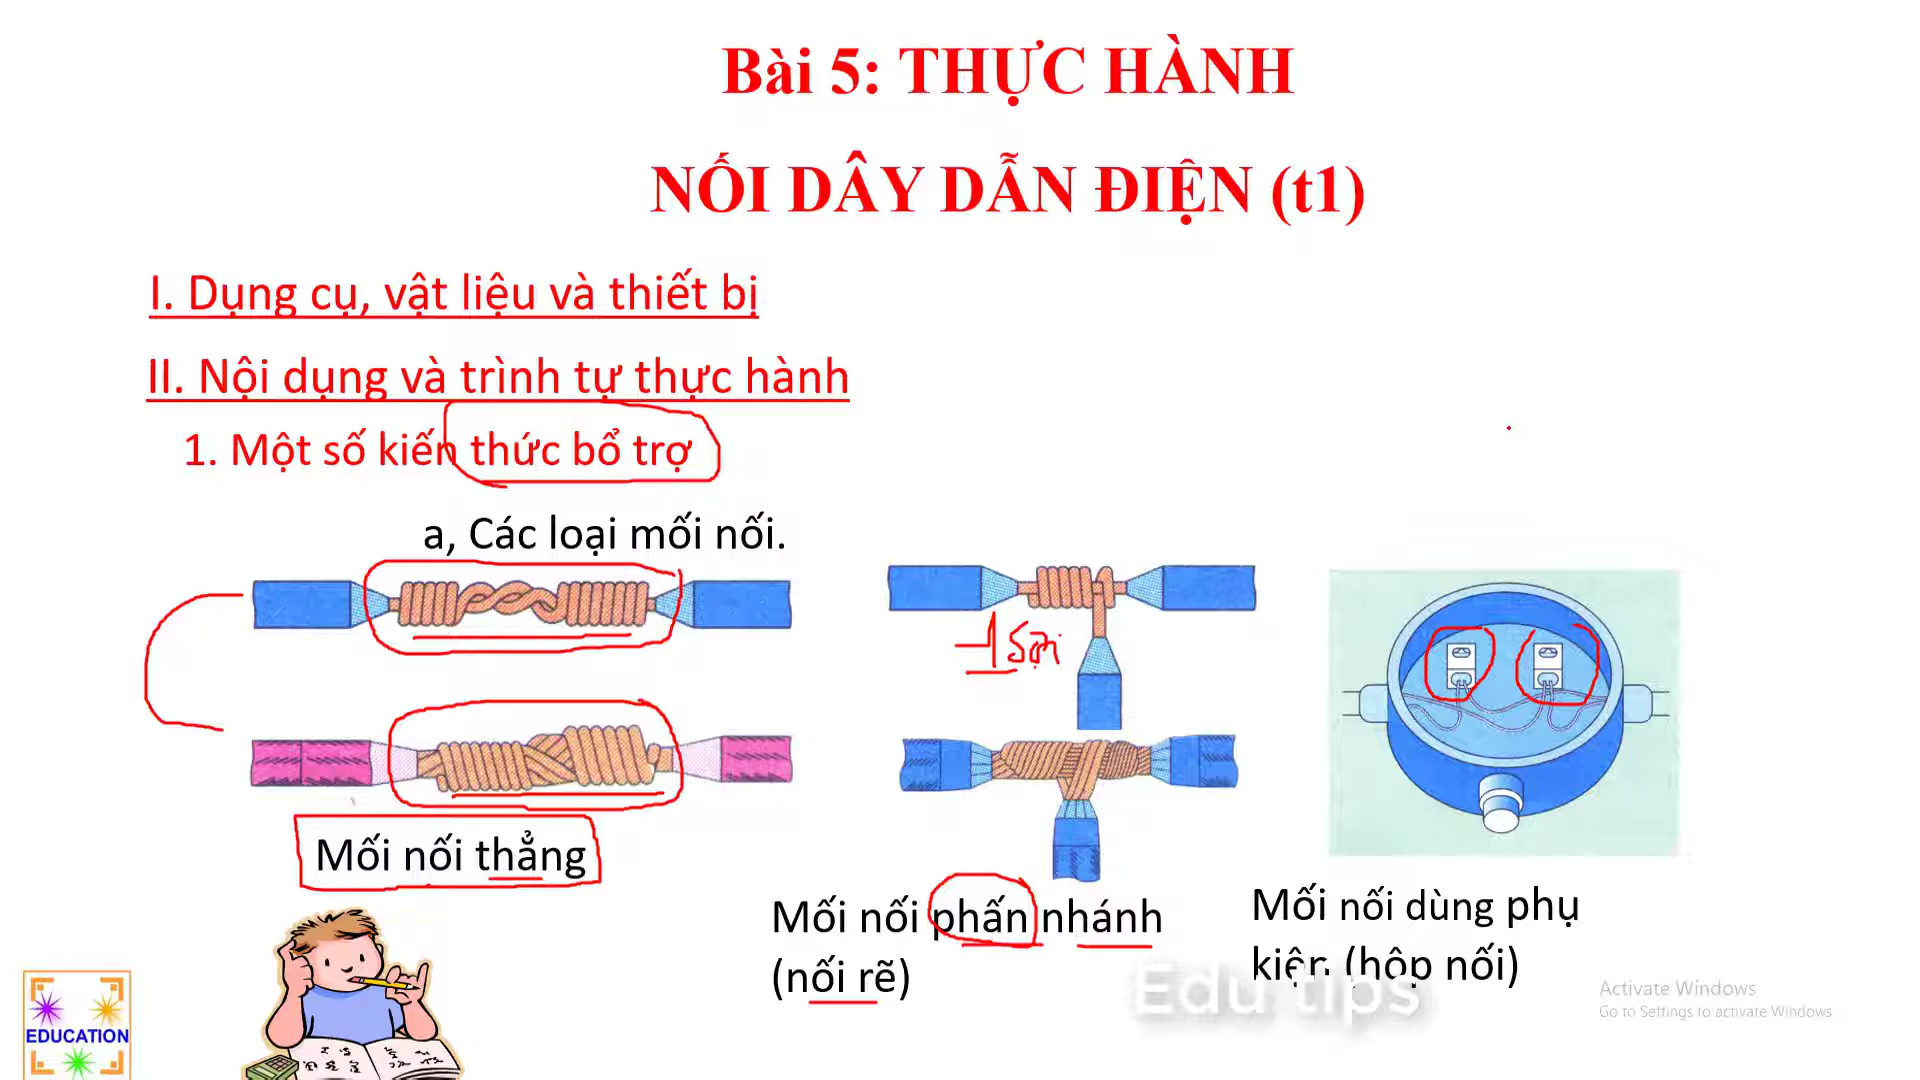 Bài 5: THỰC HÀNH
NỐI DÂY DẪN ĐIỆN (t1)
I. Dụng cụ, vật liệu và thiết bị
II. Nội dụng và trình tự thực hành
1. Một số kiến thức bổ trợ
a, Các loại mối nối.
1 Sợi
Mối nối thẳng
Mối nối phấn nhánh
(nối rẽ)
Mối nối dùng phụ
kiện (hộp nối)
Edu tips
EDUCATION
Activate Windows
Go to Settings to activate Windows